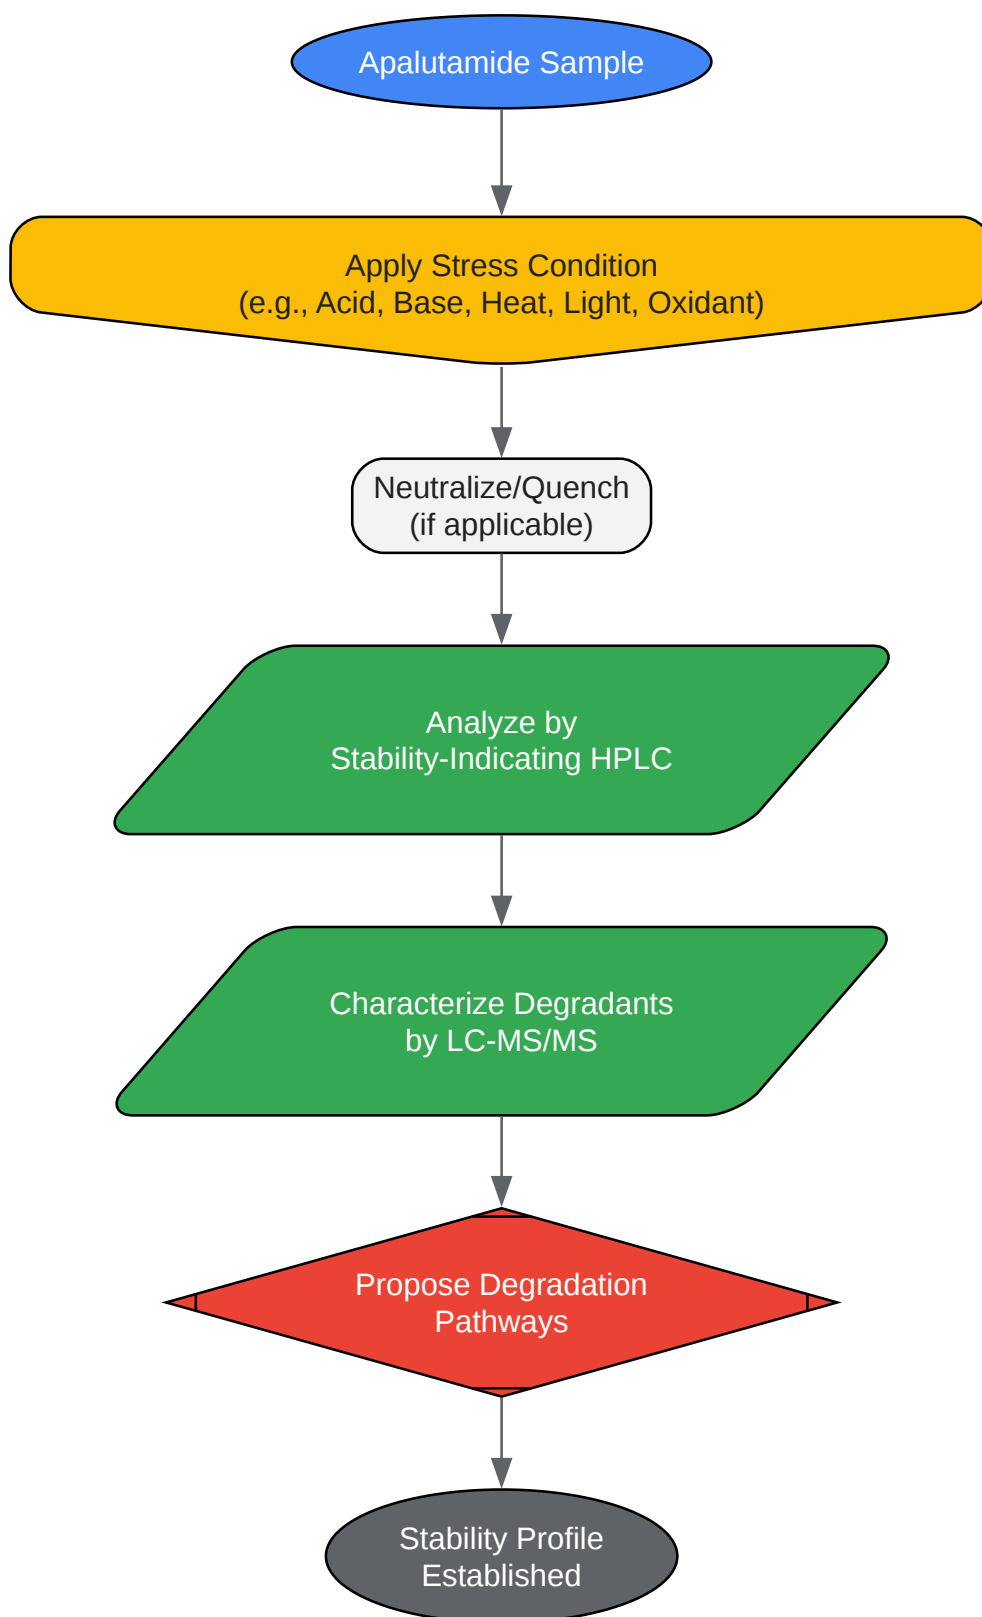 Apalutamide Sample
Apply Stress Condition
(e.g., Acid, Base, Heat, Light, Oxidant)
Neutralize/Quench
(if applicable)
Analyze by
Stability-Indicating HPLC
Characterize Degradants
by LC-MS/MS
Propose Degradation
Pathways
Stability Profile
Established